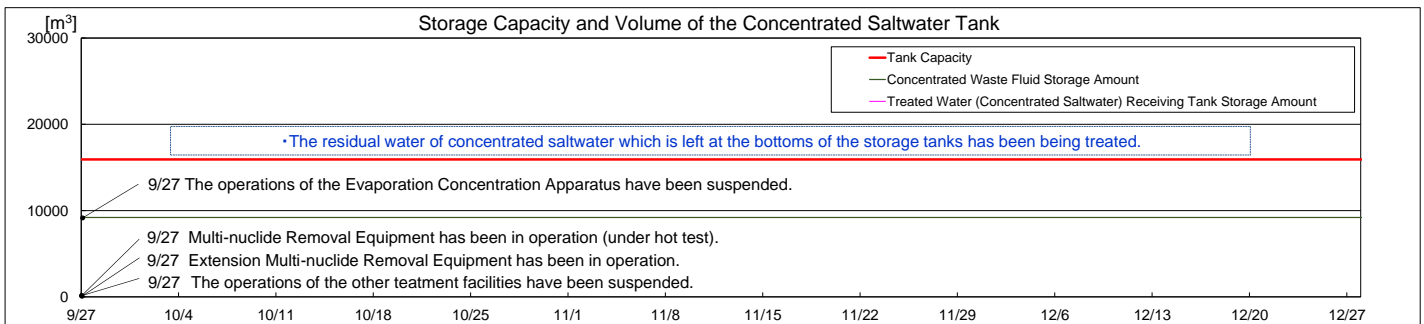 Storage Capacity and Volume of the Concentrated Saltwater Tank
[m³]
30000
Tank Capacity
Concentrated Waste Fluid Storage Amount
Treated Water (Concentrated Saltwater) Receiving Tank Storage Amount
20000
・The residual water of concentrated saltwater which is left at the bottoms of the storage tanks has been being treated.
9/27 The operations of the Evaporation Concentration Apparatus have been suspended.
10000
9/27 Multi-nuclide Removal Equipment has been in operation (under hot test).
9/27 Extension Multi-nuclide Removal Equipment has been in operation.
9/27 The operations of the other teatment facilities have been suspended.
0
9/27 10/4 10/11 10/18 10/25 11/1 11/8 11/15 11/22 11/29 12/6 12/13 12/20 12/27